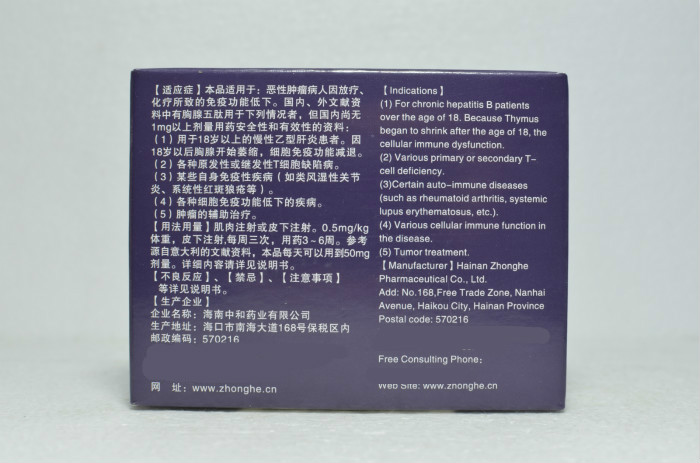 【适应症】本品适用于：恶性肿瘤病人因放疗、
化疗所致的免疫功能低下。国内、外文献资
料中有胸腺五肽用于下列情况者，但国内尚无
1mg以上剂量用药安全性和有效性的资料：
（1）用于18岁以上的慢性乙型肝炎患者。因
18岁以后胸腺开始萎缩，细胞免疫功能减退。
（2）各种原发性或继发性T细胞缺陷病。
（3）某些自身免疫性疾病（如类风湿性关节
炎、系统性红斑狼疮等）。
（4）各种细胞免疫功能低下的疾病。
（5）肿瘤的辅助治疗。
【用法用量】肌肉注射或皮下注射。0.5mg/kg
体重，皮下注射,每周三次，用药3~6周。参考
源自意大利的文献资料，本品每天可以用到50mg
剂量。详细内容请详见说明书。
【不良反应】、【禁忌】、【注意事项】
等详见说明书。
【生产企业】
企业名称：海南中和药业有限公司
生产地址：海口市南海大道168号保税区内
邮政编码：570216
网 址：www.zhonghe.cn
【Indications】
(1) For chronic hepatitis B patients
over the age of 18. Because Thymus
began to shrink after the age of 18, the
cellular immune dysfunction.
(2) Various primary or secondary T-
cell deficiency.
(3)Certain auto-immune diseases
(such as rheumatoid arthritis, systemic
lupus erythematosus, etc.).
(4) Various cellular immune function in
the disease.
(5) Tumor treatment.
【Manufacturer】Hainan Zhonghe
Pharmaceutical Co., Ltd.
Add: No.168,Free Trade Zone, Nanhai
Avenue, Haikou City, Hainan Province
Postal code: 570216
Free Consulting Phone:
Web Site: www.zhonghe.cn